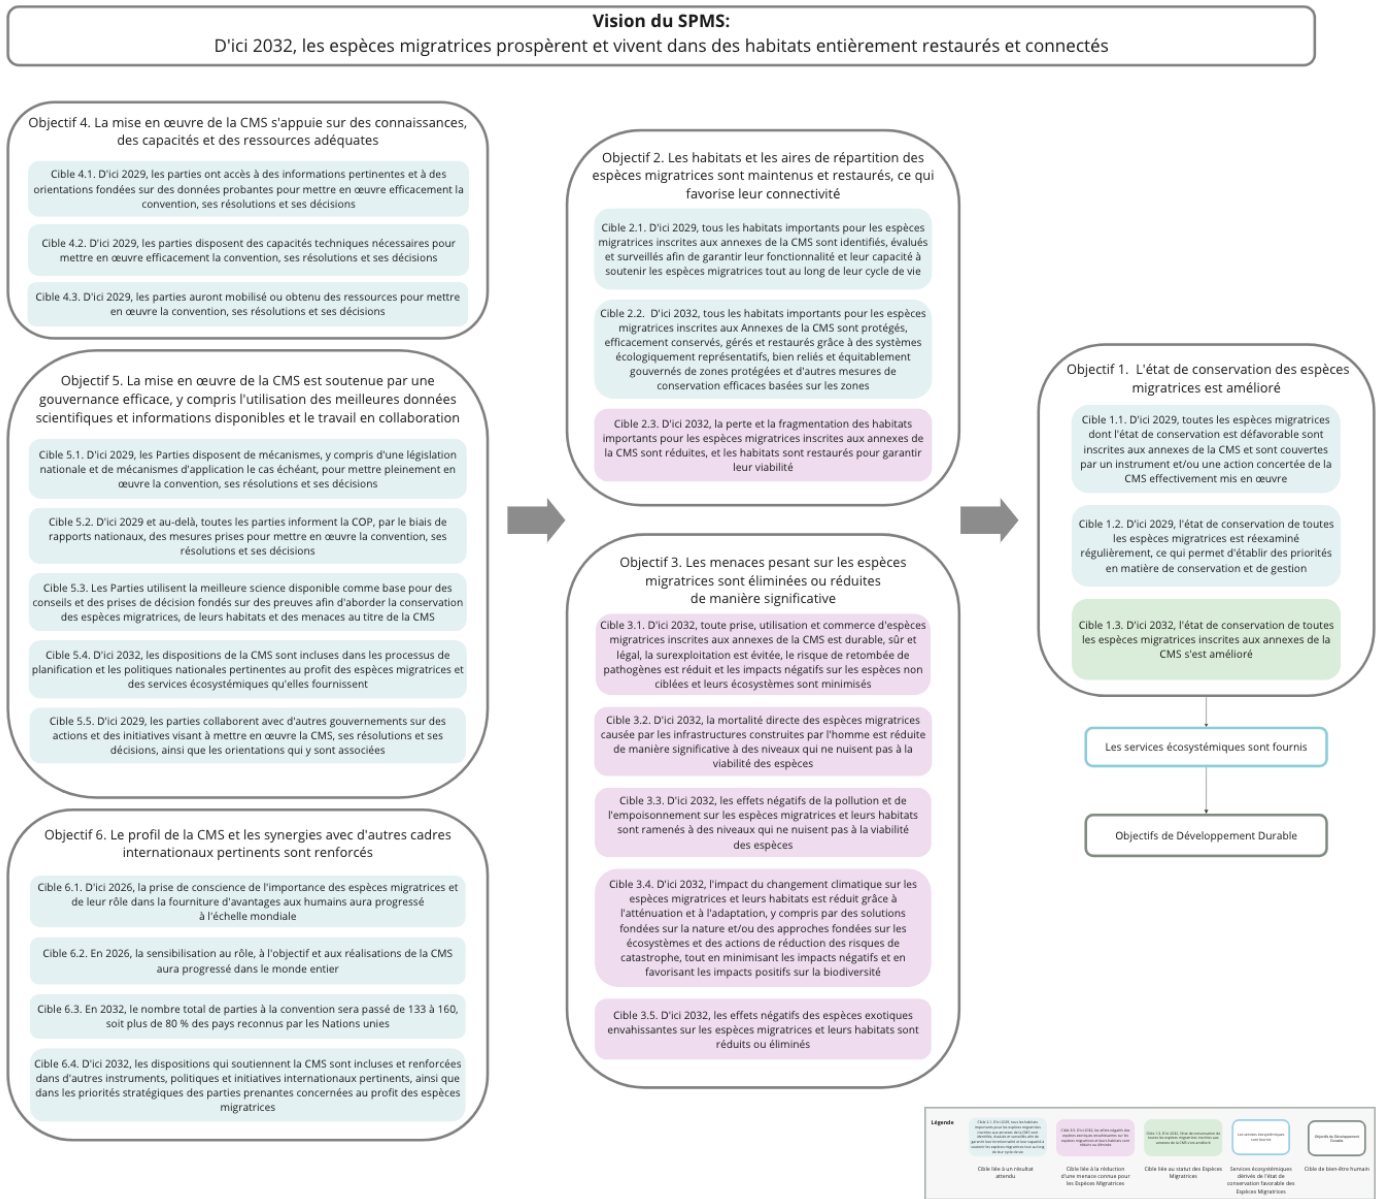 Vision du SPMS:
D'ici 2032, les espèces migratrices prospèrent et vivent dans des habitats entièrement restaurés et connectés
Objectif 4. La mise en œuvre de la CMS s'appuie sur des connaissances,
des capacités et des ressources adéquates
Cible 4.1. D'ici 2029, les parties ont accès à des informations pertinentes et à des
orientations fondées sur des données probantes pour mettre en œuvre efficacement la
convention, ses résolutions et ses décisions
Cible 4.2. D'ici 2029, les parties disposent des capacités techniques nécessaires pour
mettre en œuvre efficacement la convention, ses résolutions et ses décisions
Cible 4.3. D'ici 2029, les parties auront mobilisé ou obtenu des ressources pour mettre
en œuvre la convention, ses résolutions et ses décisions
Objectif 5. La mise en œuvre de la CMS est soutenue par une
gouvernance efficace, y compris l'utilisation des meilleures données
scientifiques et informations disponibles et le travail en collaboration
Cible 5.1. D'ici 2029, les Parties disposent de mécanismes, y compris d'une législation
nationale et de mécanismes d'application le cas échéant, pour mettre pleinement en
œuvre la convention, ses résolutions et ses décisions
Cible 5.2. D'ici 2029 et au-delà, toutes les parties informent la COP, par le biais de
rapports nationaux, des mesures prises pour mettre en œuvre la convention, ses
résolutions et ses décisions
Cible 5.3. Les Parties utilisent la meilleure science disponible comme base pour des
conseils et des prises de décision fondés sur des preuves afin d'aborder la conservation
des espèces migratrices, de leurs habitats et des menaces au titre de la CMS
Cible 5.4. D'ici 2032, les dispositions de la CMS sont incluses dans les processus de
planification et les politiques nationales pertinentes au profit des espèces migratrices et
des services écosystémiques qu'elles fournissent
Cible 5.5. D'ici 2029, les parties collaborent avec d'autres gouvernements sur des
actions et des initiatives visant à mettre en œuvre la CMS, ses résolutions et ses
décisions, ainsi que les orientations qui y sont associées
Objectif 6. Le profil de la CMS et les synergies avec d'autres cadres
internationaux pertinents sont renforcés
Cible 6.1. D'ici 2026, la prise de conscience de l'importance des espèces migratrices et
de leur rôle dans la fourniture d'avantages aux humains aura progressé
à l'échelle mondiale
Cible 6.2. En 2026, la sensibilisation au rôle, à l'objectif et aux réalisations de la CMS
aura progressé dans le monde entier
Cible 6.3. En 2032, le nombre total de parties à la convention sera passé de 133 à 160,
soit plus de 80 % des pays reconnus par les Nations unies
Cible 6.4. D'ici 2032, les dispositions qui soutiennent la CMS sont incluses et renforcées
dans d'autres instruments, politiques et initiatives internationaux pertinents, ainsi que
dans les priorités stratégiques des parties prenantes concernées au profit des espèces
migratrices
Objectif 2. Les habitats et les aires de répartition des
espèces migratrices sont maintenus et restaurés, ce qui
favorise leur connectivité
Cible 2.1. D'ici 2029, tous les habitats importants pour les espèces
migratrices inscrites aux annexes de la CMS sont identifiés, évalués
et surveillés afin de garantir leur fonctionnalité et leur capacité à
soutenir les espèces migratrices tout au long de leur cycle de vie
Cible 2.2. D'ici 2032, tous les habitats importants pour les espèces
migratrices inscrites aux Annexes de la CMS sont protégés,
efficacement conservés, gérés et restaurés grâce à des systèmes
écologiquement représentatifs, bien reliés et équitablement
gouvernés de zones protégées et d'autres mesures de
conservation efficaces basées sur les zones
Cible 2.3. D'ici 2032, la perte et la fragmentation des habitats
importants pour les espèces migratrices inscrites aux annexes de
la CMS sont réduites, et les habitats sont restaurés pour garantir
leur viabilité
Objectif 3. Les menaces pesant sur les espèces
migratrices sont éliminées ou réduites
de manière significative
Cible 3.1. D'ici 2032, toute prise, utilisation et commerce d'espèces
migratrices inscrites aux annexes de la CMS est durable, sûr et
légal, la surexploitation est évitée, le risque de retombée de
pathogènes est réduit et les impacts négatifs sur les espèces non
ciblées et leurs écosystèmes sont minimisés
Cible 3.2. D'ici 2032, la mortalité directe des espèces migratrices
causée par les infrastructures construites par l'homme est réduite
de manière significative à des niveaux qui ne nuisent pas à la
viabilité des espèces
Cible 3.3. D'ici 2032, les effets négatifs de la pollution et de
l'empoisonnement sur les espèces migratrices et leurs habitats
sont ramenés à des niveaux qui ne nuisent pas à la viabilité
des espèces
Cible 3.4. D'ici 2032, l'impact du changement climatique sur les
espèces migratrices et leurs habitats est réduit grâce à
l'atténuation et à l'adaptation, y compris par des solutions
fondées sur la nature et/ou des approches fondées sur les
écosystèmes et des actions de réduction des risques de
catastrophe, tout en minimisant les impacts négatifs et en
favorisant les impacts positifs sur la biodiversité
Cible 3.5. D'ici 2032, les effets négatifs des espèces exotiques
envahissantes sur les espèces migratrices et leurs habitats sont
réduits ou éliminés
Objectif 1. L'état de conservation des espèces
migratrices est amélioré
Cible 1.1. D'ici 2029, toutes les espèces migratrices
dont l'état de conservation est défavorable sont
inscrites aux annexes de la CMS et sont couvertes
par un instrument et/ou une action concertée de la
CMS effectivement mis en œuvre
Cible 1.2. D'ici 2029, l'état de conservation de toutes
les espèces migratrices est réexaminé
régulièrement, ce qui permet d'établir des priorités
en matière de conservation et de gestion
Cible 1.3. D'ici 2032, l'état de conservation de toutes
les espèces migratrices inscrites aux annexes de la
CMS s'est amélioré
Les services écosystémiques sont fournis
Objectifs de Développement Durable
Légende
Cible liée à un résultat
attendu
Cible liée à la réduction
d'une menace connue pour
les Espèces Migratrices
Cible liée au statut des Espèces
Migratrices
Services écosystémiques
dérivés de l'état de
conservation favorable des
Espèces Migratrices
Cible de bien-être humain